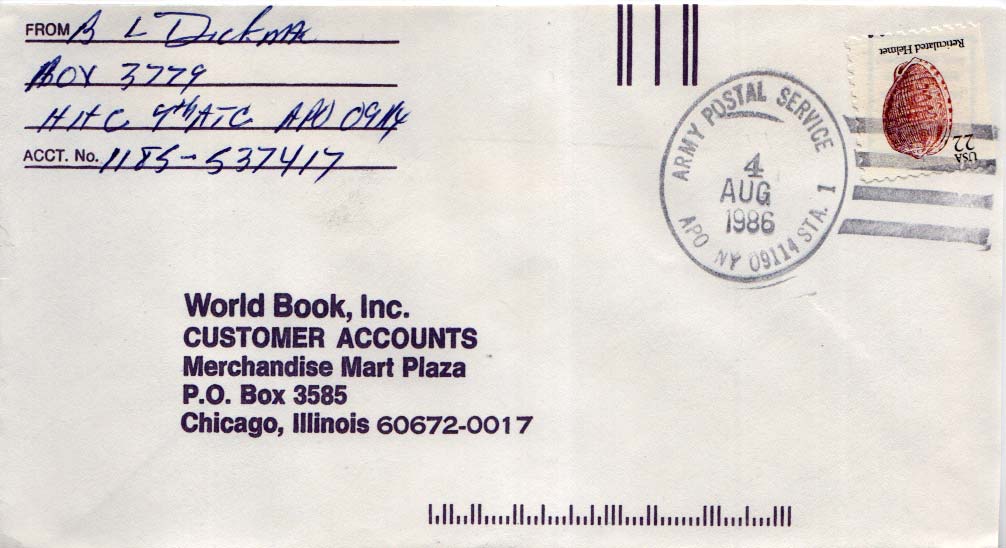 FROM B L Dickman
BOX 3779
HHC 7th ATC APO 09114
ACCT. No. 1185-537417
ARMY POSTAL SERVICE
4
AUG
1986
APO NY 09114 STA. 1
Reticulated Helmet
USA
22
World Book, Inc.
CUSTOMER ACCOUNTS
Merchandise Mart Plaza
P.O. Box 3585
Chicago, Illinois 60672-0017